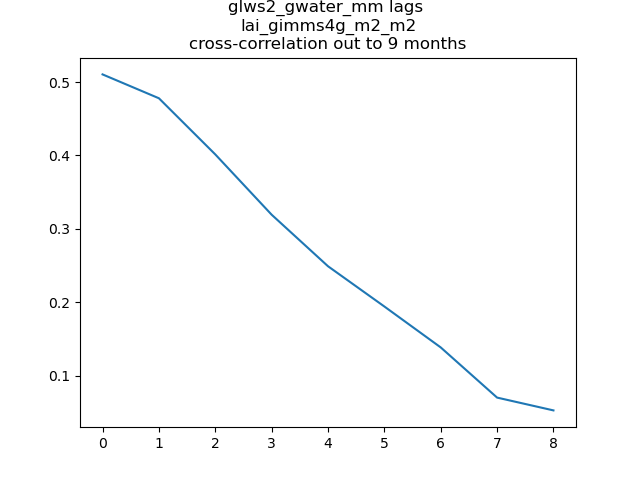 glws2_gwater_mm lags
lai_gimms4g_m2_m2
cross-correlation out to 9 months
0.5
0.4
0.3
0.2
0.1
0 1 2 3 4 5 6 7 8